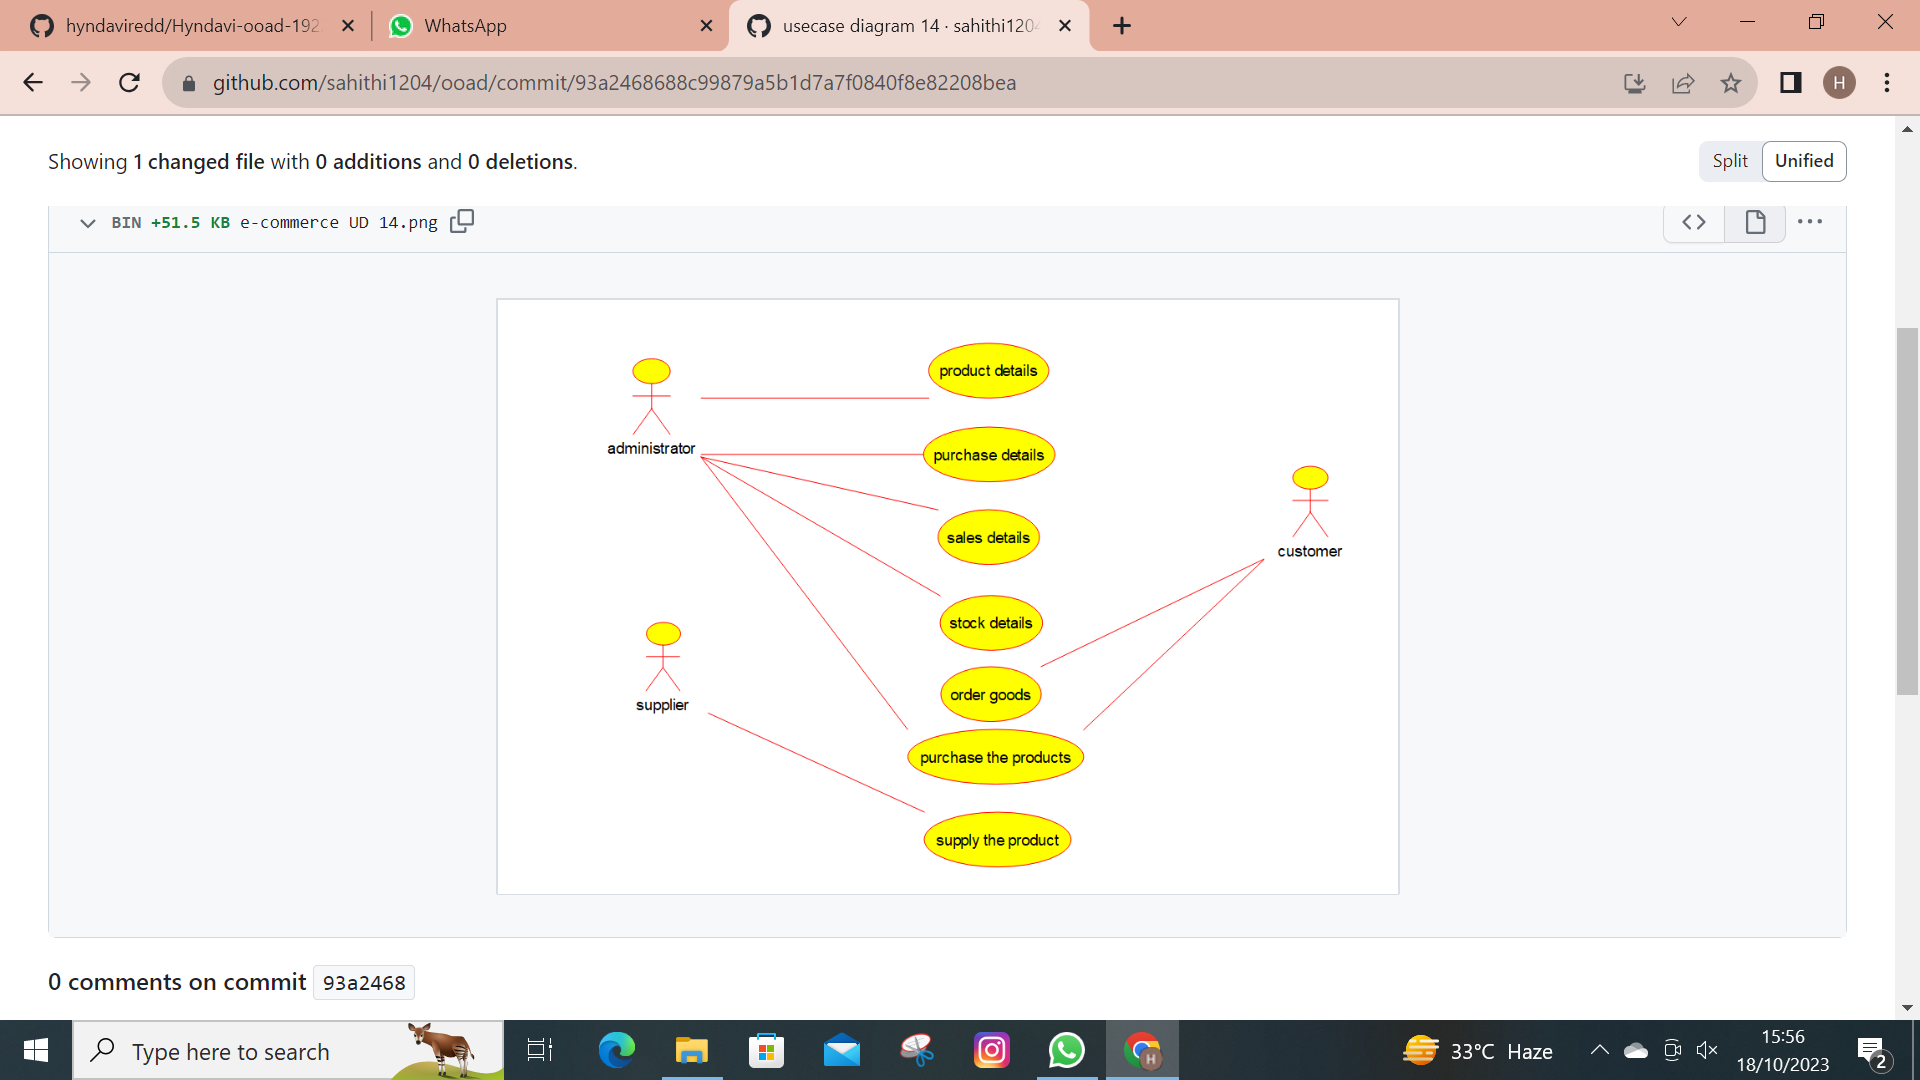 hyndaviredd/Hyndavi-ooad-192
WhatsApp
usecase diagram 14 · sahithi1204
github.com/sahithi1204/ooad/commit/93a2468688c99879a5b1d7a7f0840f8e82208bea
H
Showing 1 changed file with 0 additions and 0 deletions.
Split
Unified
BIN +51.5 KB e-commerce UD 14.png
product details
administrator
purchase details
sales details
customer
stock details
order goods
supplier
purchase the products
supply the product
0 comments on commit 93a2468
Type here to search
H
33°C Haze
15:56
18/10/2023
2